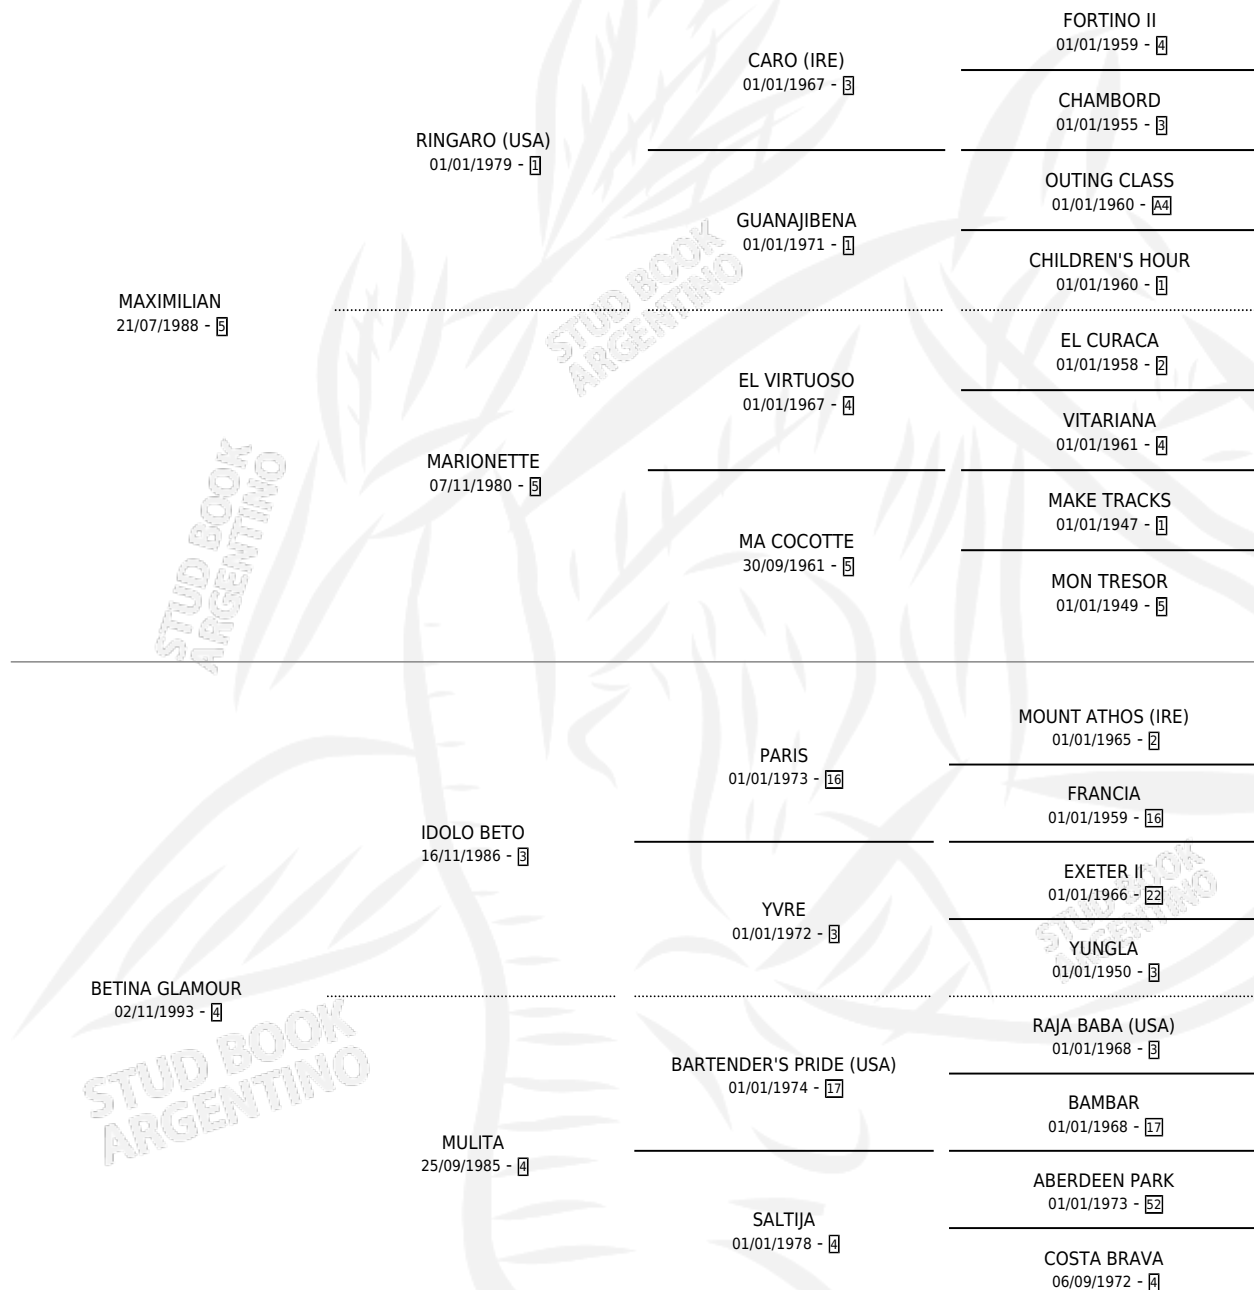 FORTINO II
01/01/1959 - 4
CARO (IRE)
01/01/1967 - 3
CHAMBORD
01/01/1955 - 3
RINGARO (USA)
01/01/1979 - 1
OUTING CLASS
01/01/1960 - A4
GUANAJIBENA
01/01/1971 - 1
CHILDREN'S HOUR
01/01/1960 - 1
MAXIMILIAN
21/07/1988 - 5
EL CURACA
01/01/1958 - 2
EL VIRTUOSO
01/01/1967 - 4
VITARIANA
01/01/1961 - 4
MARIONETTE
07/11/1980 - 5
MAKE TRACKS
01/01/1947 - 1
MA COCOTTE
30/09/1961 - 5
MON TRESOR
01/01/1949 - 5
MOUNT ATHOS (IRE)
01/01/1965 - 2
PARIS
01/01/1973 - 16
FRANCIA
01/01/1959 - 16
IDOLO BETO
16/11/1986 - 3
EXETER II
01/01/1966 - 22
YVRE
01/01/1972 - 3
YUNGLA
01/01/1950 - 3
BETINA GLAMOUR
02/11/1993 - 4
RAJA BABA (USA)
01/01/1968 - 3
BARTENDER'S PRIDE (USA)
01/01/1974 - 17
BAMBAR
01/01/1968 - 17
MULITA
25/09/1985 - 4
ABERDEEN PARK
01/01/1973 - 52
SALTIJA
01/01/1978 - 4
COSTA BRAVA
06/09/1972 - 4
STUD BOOK
ARGENTINO
STUD BOOK
ARGENTINO
STUD BOOK
ARGENTINO
STUD BOOK
ARGENTINO